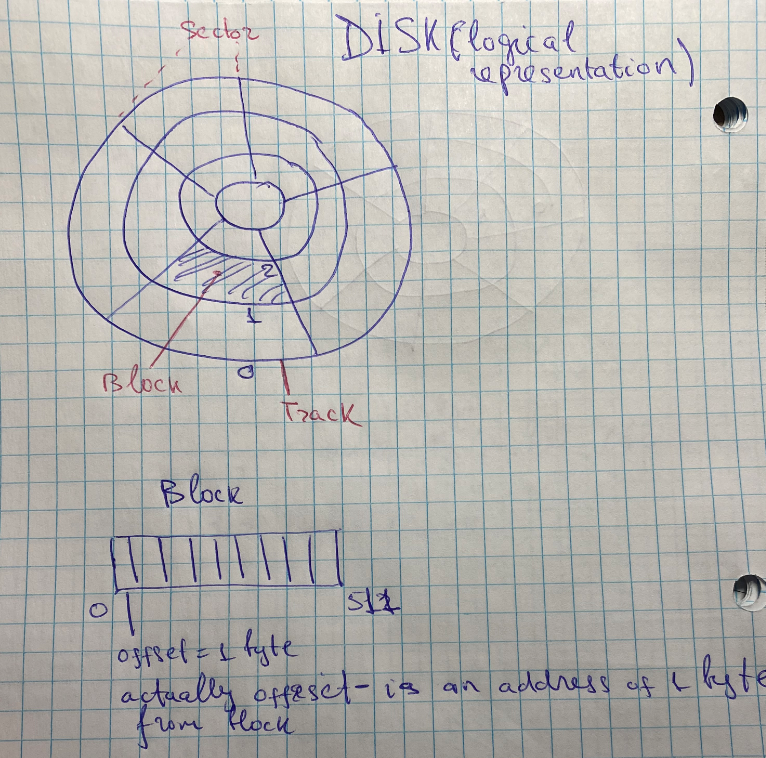 Sector
DISK (logical
representation)
2
1
0
Block
Track
Block
0
511
offset = 1 byte
actually offset - is an address of 1 byte
from block